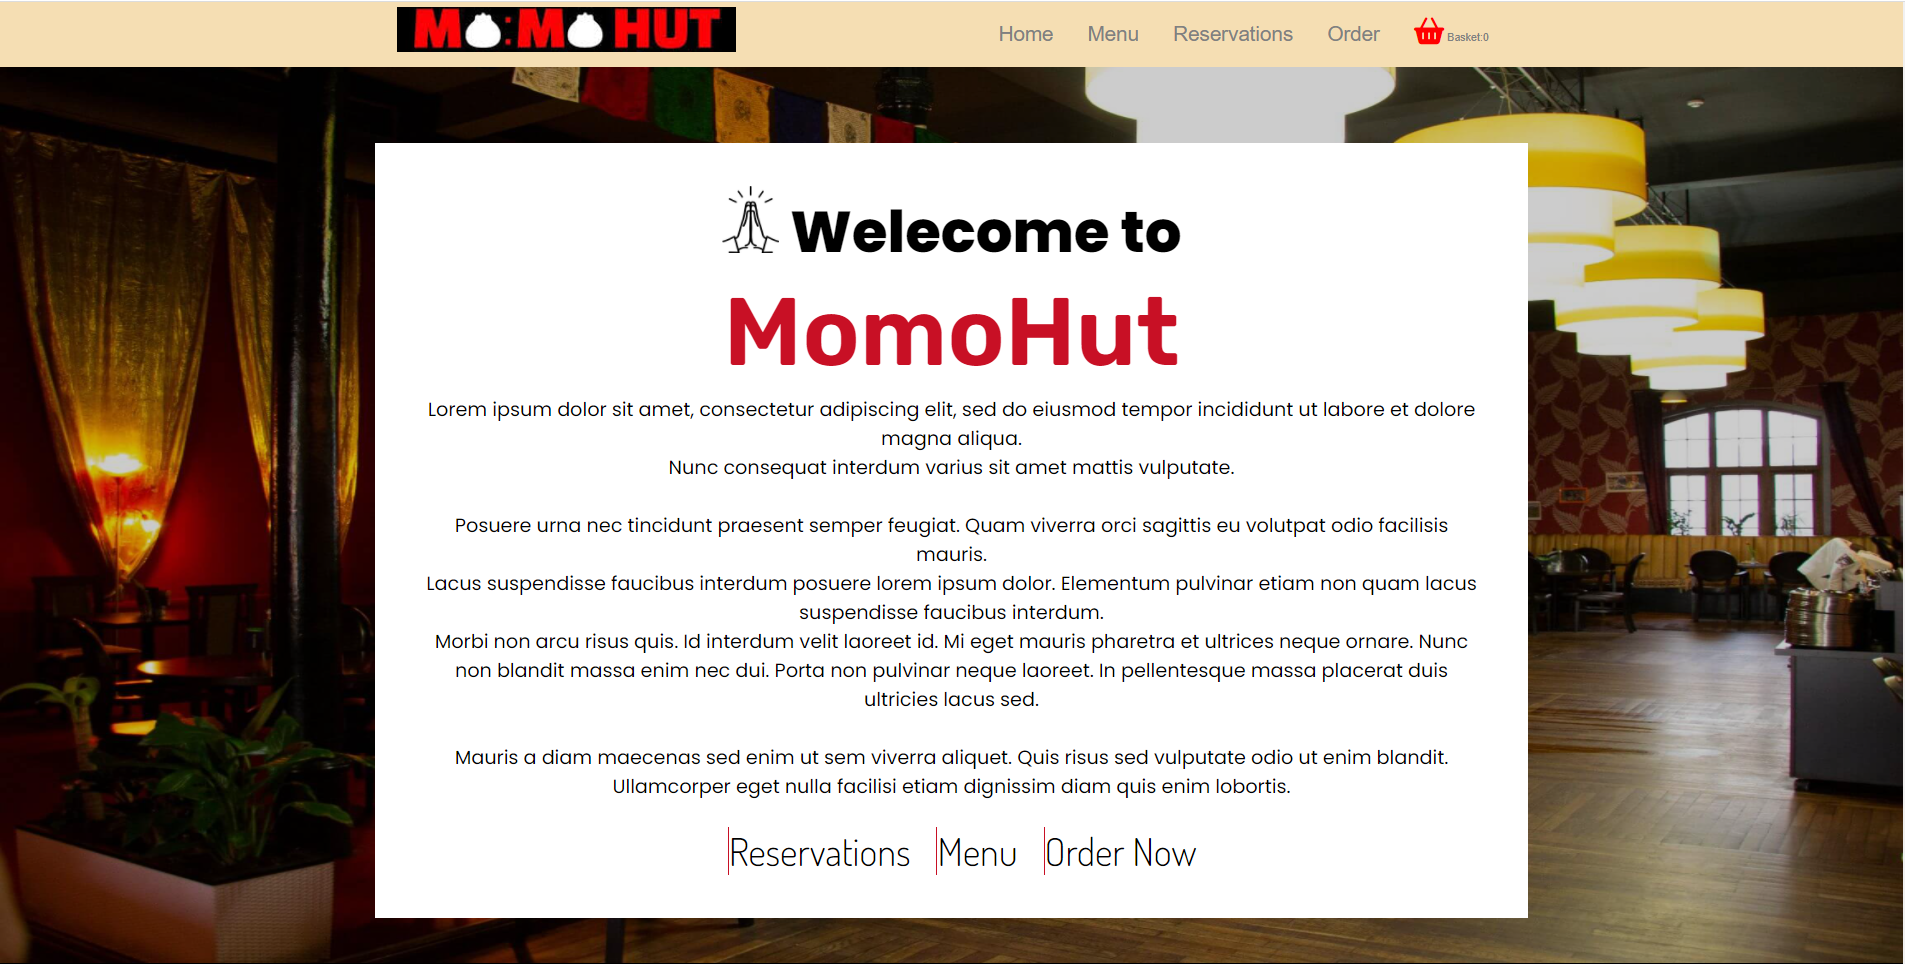 MO:MO HUT
Home Menu Reservations Order Basket:0
Welecome to
MomoHut
Lorem ipsum dolor sit amet, consectetur adipiscing elit, sed do eiusmod tempor incididunt ut labore et dolore
magna aliqua.
Nunc consequat interdum varius sit amet mattis vulputate.
Posuere urna nec tincidunt praesent semper feugiat. Quam viverra orci sagittis eu volutpat odio facilisis
mauris.
Lacus suspendisse faucibus interdum posuere lorem ipsum dolor. Elementum pulvinar etiam non quam lacus
suspendisse faucibus interdum.
Morbi non arcu risus quis. Id interdum velit laoreet id. Mi eget mauris pharetra et ultrices neque ornare. Nunc
non blandit massa enim nec dui. Porta non pulvinar neque laoreet. In pellentesque massa placerat duis
ultricies lacus sed.
Mauris a diam maecenas sed enim ut sem viverra aliquet. Quis risus sed vulputate odio ut enim blandit.
Ullamcorper eget nulla facilisi etiam dignissim diam quis enim lobortis.
Reservations Menu Order Now